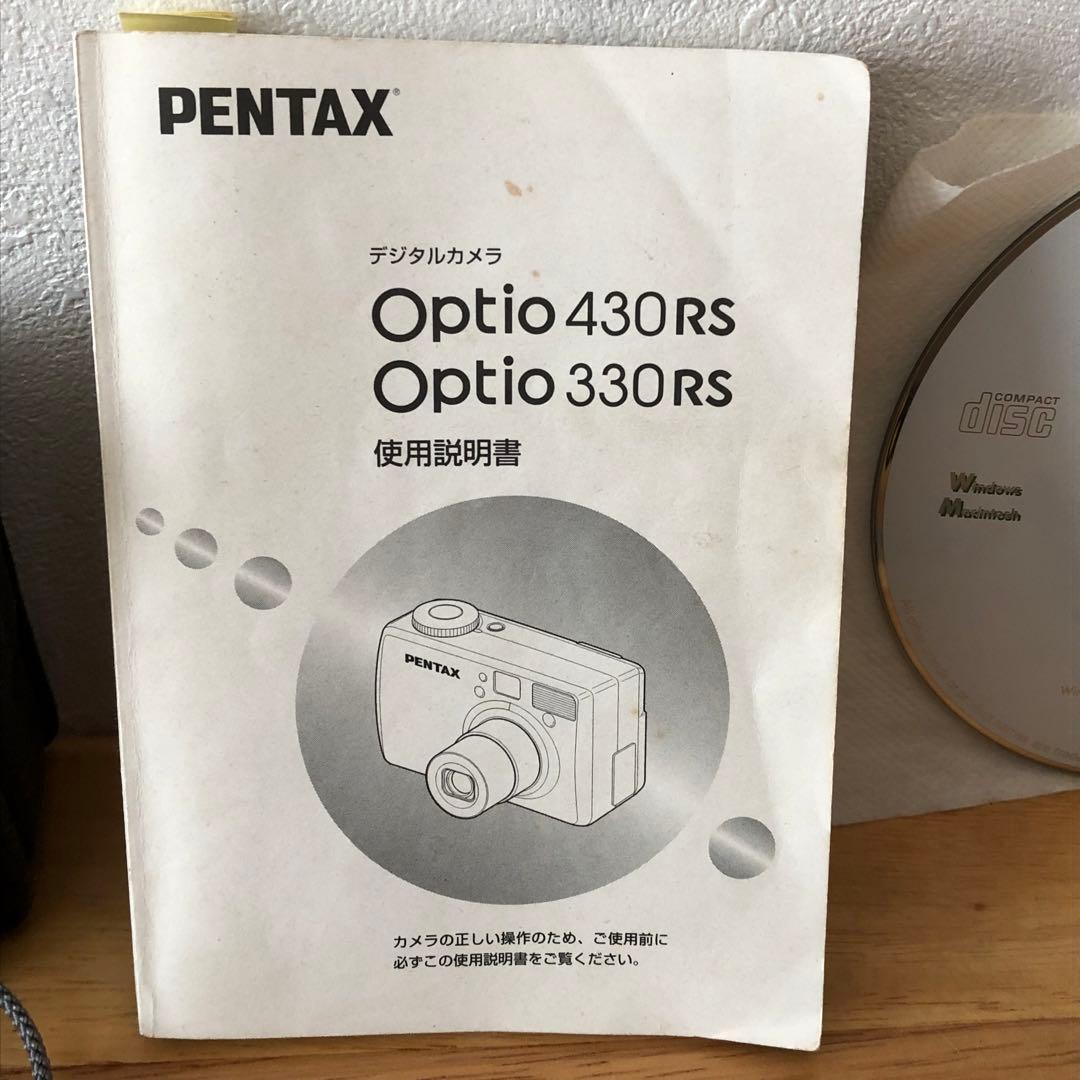 PENTAX®
デジタルカメラ
Optio 430RS
Optio 330RS
使用説明書
PENTAX
カメラの正しい操作のため、ご使用前に
必ずこの使用説明書をご覧ください。
COMPACT
disc
Windows
Macintosh